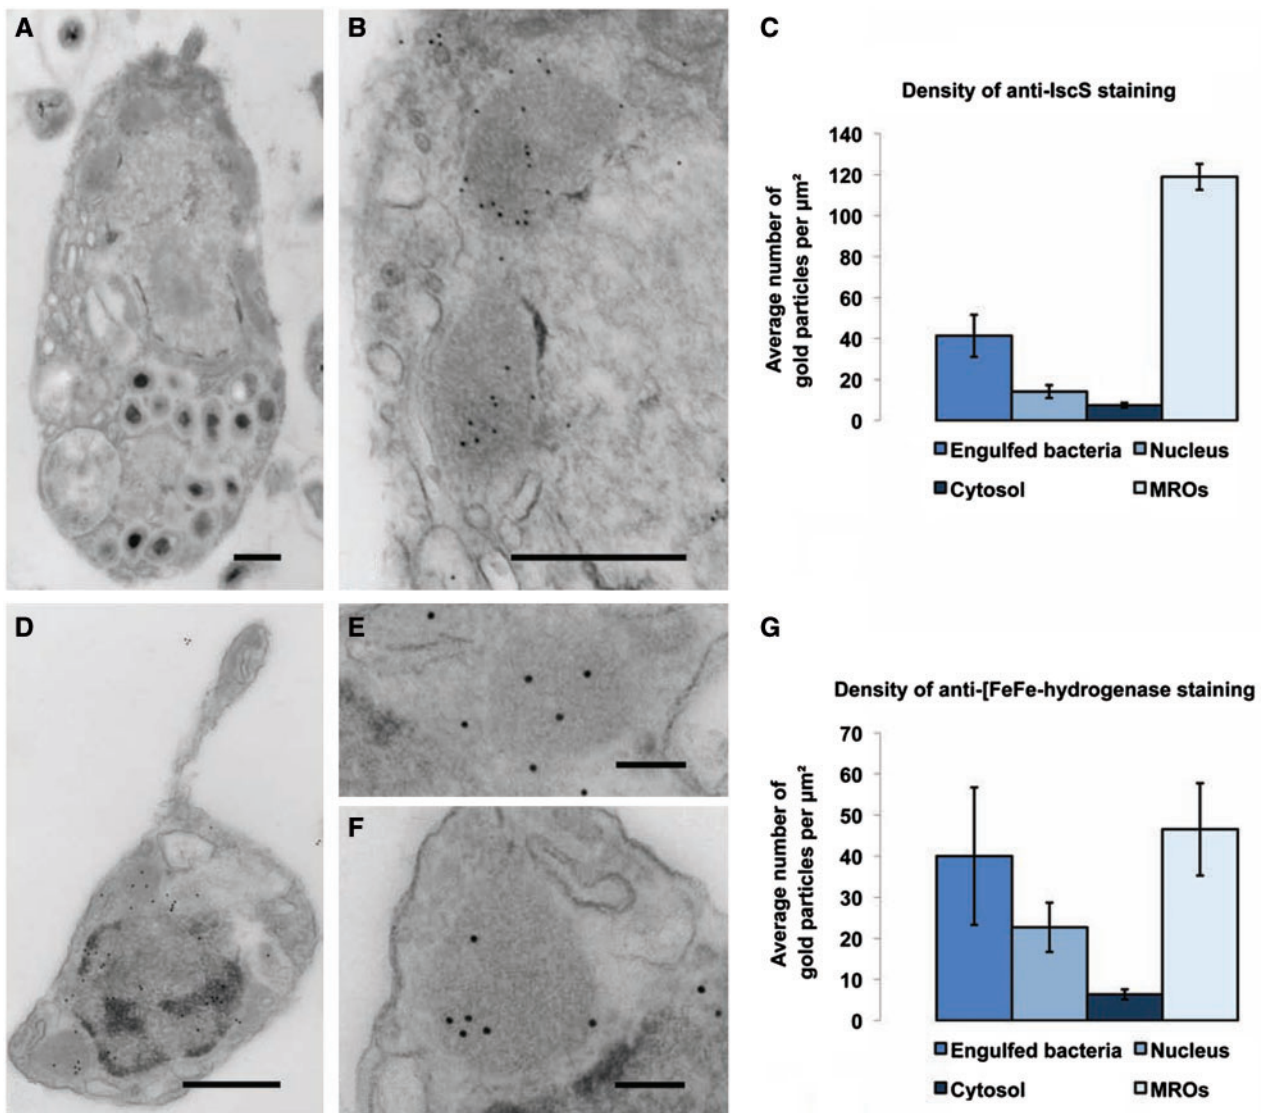 A
B
C
Density of anti-IscS staining
Average number of
gold particles per µm²
140
120
100
80
60
40
20
0
Engulfed bacteria
Nucleus
Cytosol
MROs
D
E
F
G
Density of anti-[FeFe-hydrogenase staining
Average number of
gold particles per µm²
70
60
50
40
30
20
10
0
Engulfed bacteria
Nucleus
Cytosol
MROs